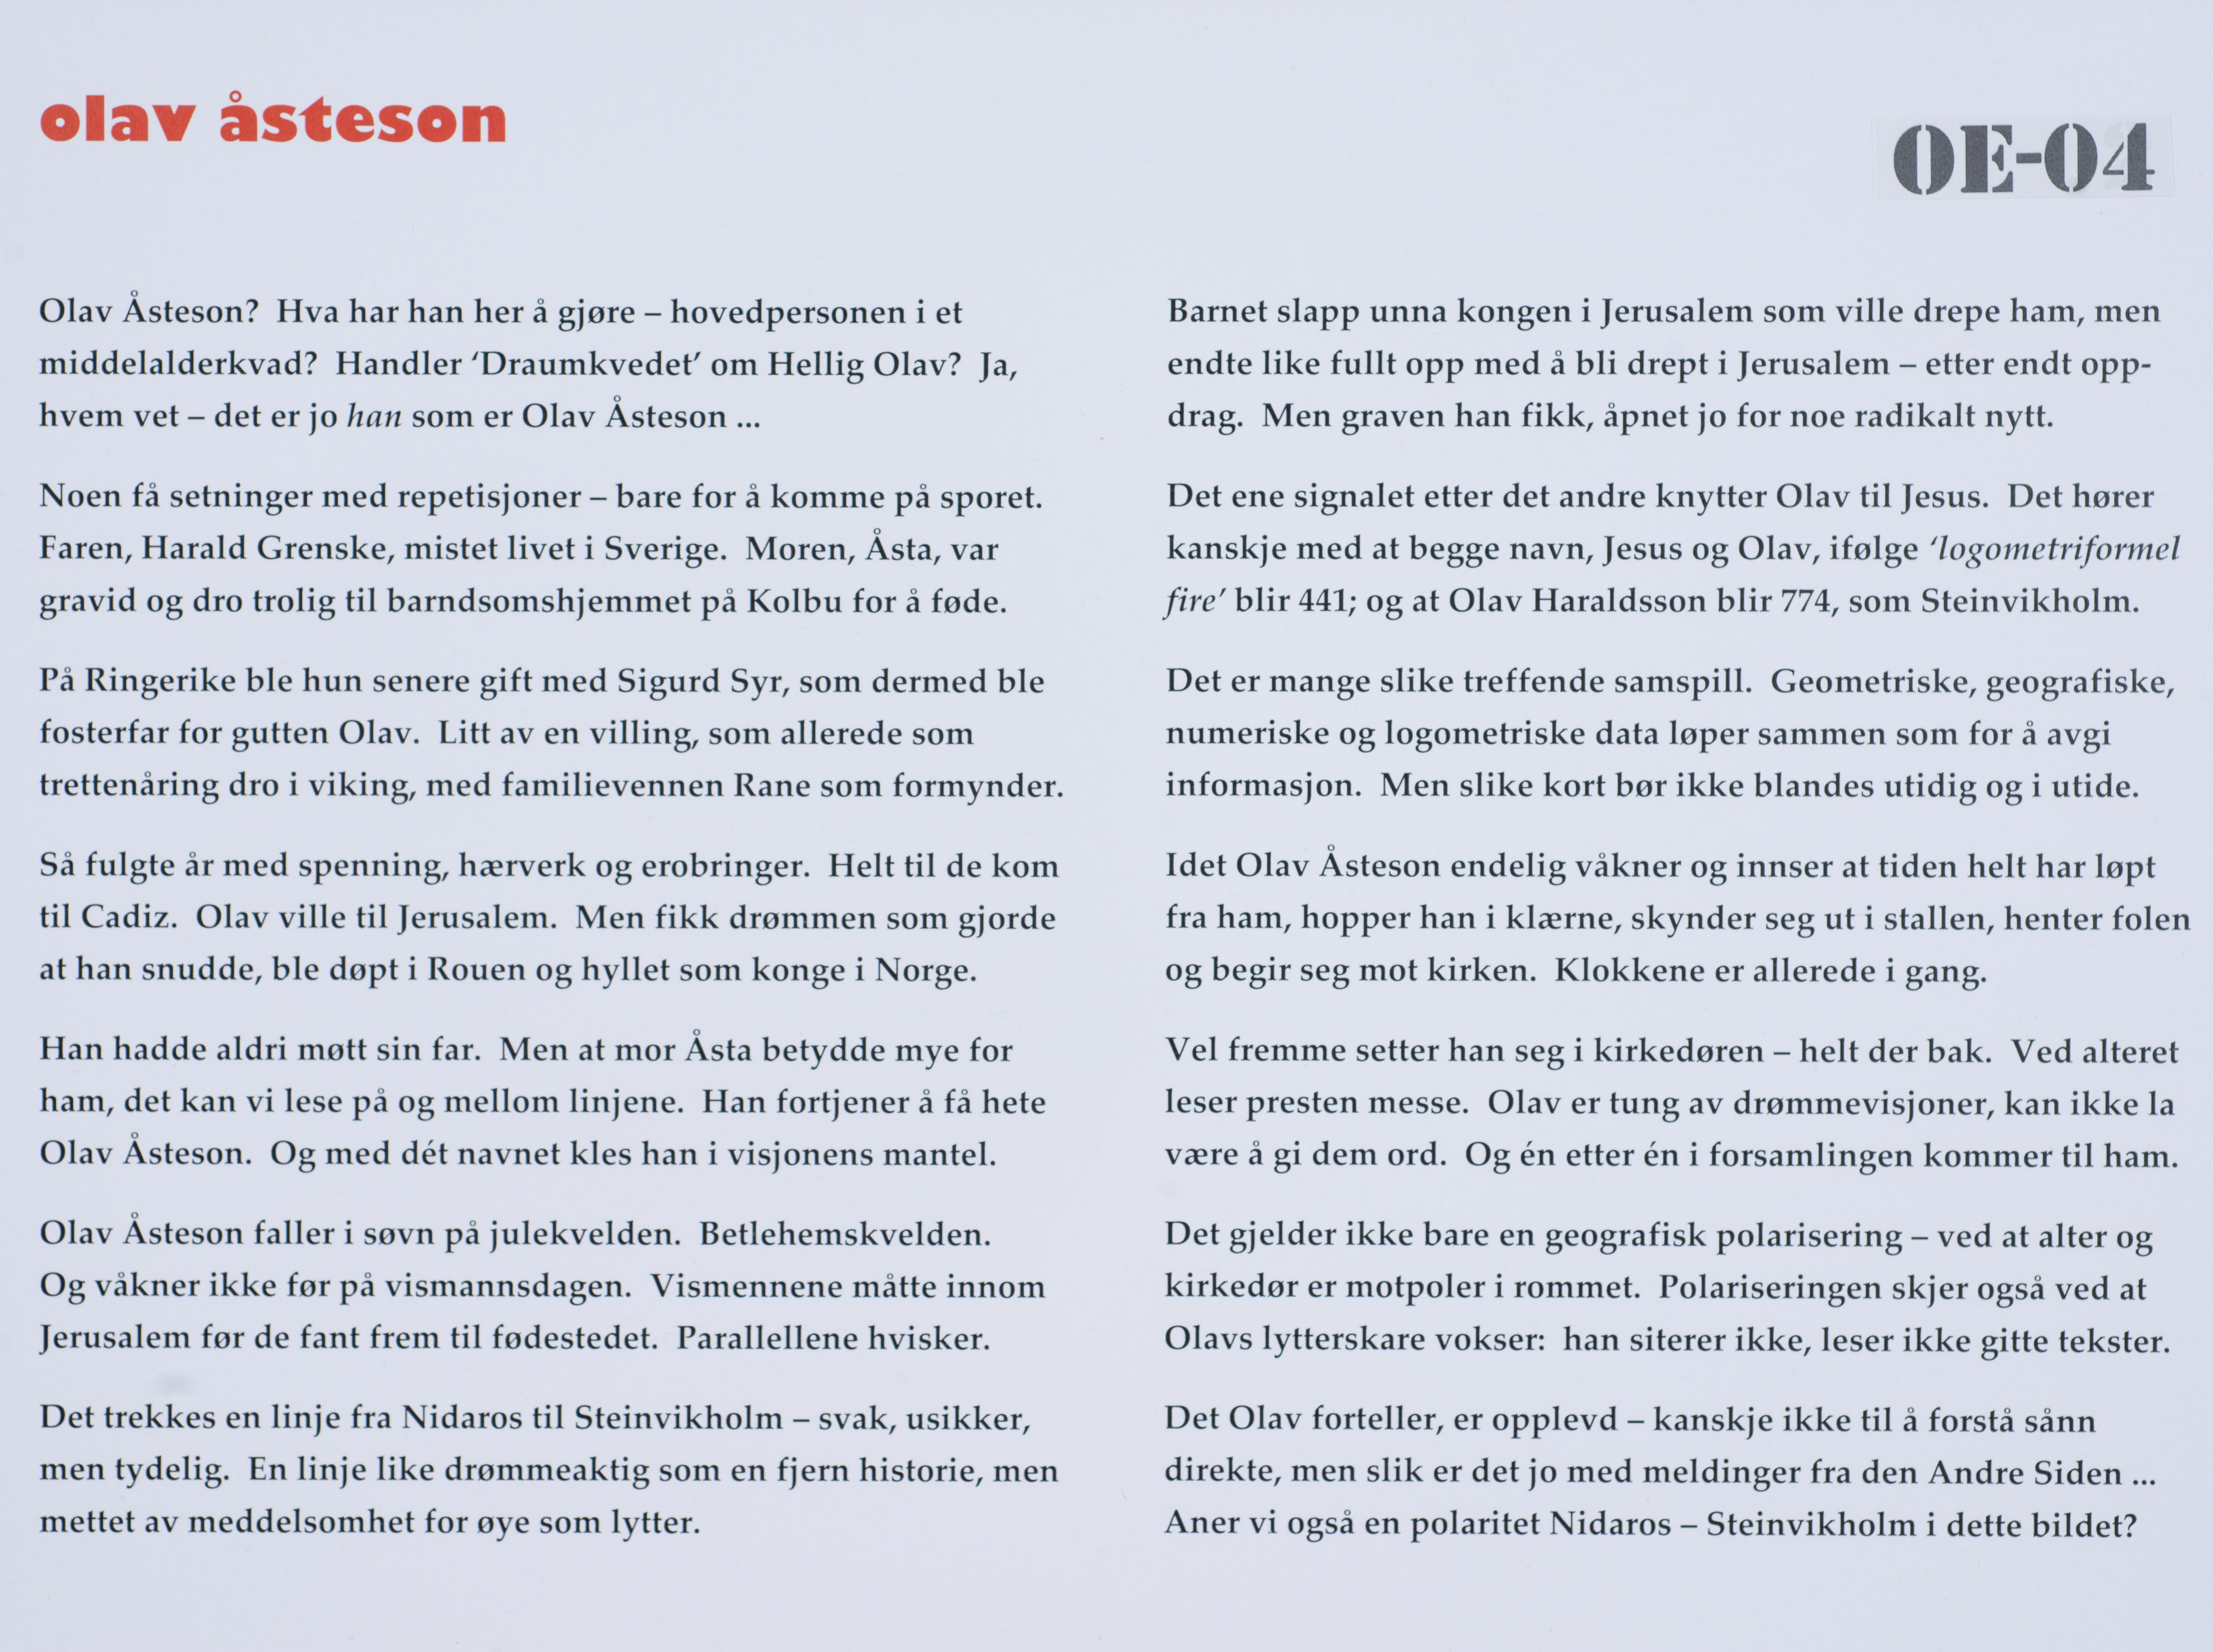 olav åsteson
OE-04
Olav Åsteson? Hva har han her å gjøre – hovedpersonen i et
middelalderkvad? Handler ‘Draumkvedet’ om Hellig Olav? Ja,
hvem vet – det er jo han som er Olav Åsteson ...
Noen få setninger med repetisjoner – bare for å komme på sporet.
Faren, Harald Grenske, mistet livet i Sverige. Moren, Åsta, var
gravid og dro trolig til barndsomshjemmet på Kolbu for å føde.
På Ringerike ble hun senere gift med Sigurd Syr, som dermed ble
fosterfar for gutten Olav. Litt av en villing, som allerede som
trettenåring dro i viking, med familievennen Rane som formynder.
Så fulgte år med spenning, hærverk og erobringer. Helt til de kom
til Cadiz. Olav ville til Jerusalem. Men fikk drømmen som gjorde
at han snudde, ble døpt i Rouen og hyllet som konge i Norge.
Han hadde aldri møtt sin far. Men at mor Åsta betydde mye for
ham, det kan vi lese på og mellom linjene. Han fortjener å få hete
Olav Åsteson. Og med dét navnet kles han i visjonens mantel.
Olav Åsteson faller i søvn på julekvelden. Betlehemskvelden.
Og våkner ikke før på vismannsdagen. Vismennene måtte innom
Jerusalem før de fant frem til fødestedet. Parallellene hvisker.
Det trekkes en linje fra Nidaros til Steinvikholm – svak, usikker,
men tydelig. En linje like drømmeaktig som en fjern historie, men
mettet av meddelsomhet for øye som lytter.
Barnet slapp unna kongen i Jerusalem som ville drepe ham, men
endte like fullt opp med å bli drept i Jerusalem – etter endt opp-
drag. Men graven han fikk, åpnet jo for noe radikalt nytt.
Det ene signalet etter det andre knytter Olav til Jesus. Det hører
kanskje med at begge navn, Jesus og Olav, ifølge ‘logometriformel
fire’ blir 441; og at Olav Haraldsson blir 774, som Steinvikholm.
Det er mange slike treffende samspill. Geometriske, geografiske,
numeriske og logometriske data løper sammen som for å avgi
informasjon. Men slike kort bør ikke blandes utidig og i utide.
Idet Olav Åsteson endelig våkner og innser at tiden helt har løpt
fra ham, hopper han i klærne, skynder seg ut i stallen, henter folen
og begir seg mot kirken. Klokkene er allerede i gang.
Vel fremme setter han seg i kirkedøren – helt der bak. Ved alteret
leser presten messe. Olav er tung av drømmevisjoner, kan ikke la
være å gi dem ord. Og én etter én i forsamlingen kommer til ham.
Det gjelder ikke bare en geografisk polarisering – ved at alter og
kirkedør er motpoler i rommet. Polariseringen skjer også ved at
Olavs lytterskare vokser: han siterer ikke, leser ikke gitte tekster.
Det Olav forteller, er opplevd – kanskje ikke til å forstå sånn
direkte, men slik er det jo med meldinger fra den Andre Siden ...
Aner vi også en polaritet Nidaros – Steinvikholm i dette bildet?